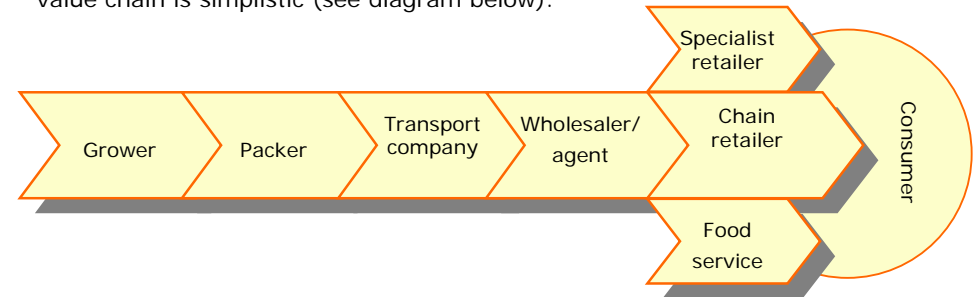 value chain is simplistic (see diagram below).
Specialist
retailer
Grower
Packer
Transport
company
Wholesaler/
agent
Chain
retailer
Consumer
Food
service